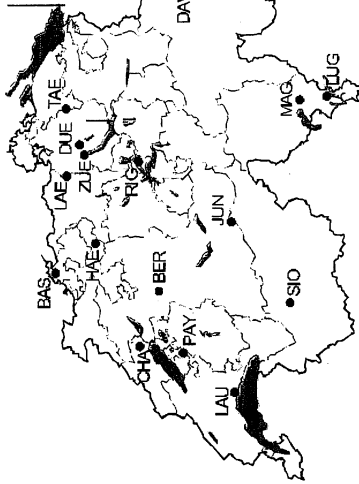 DAV
TAE
DUE
ZUE
LAE
RIG
MAG
LUG
BAS
HAE
JUN
BER
SIO
CHA
PAY
LAU